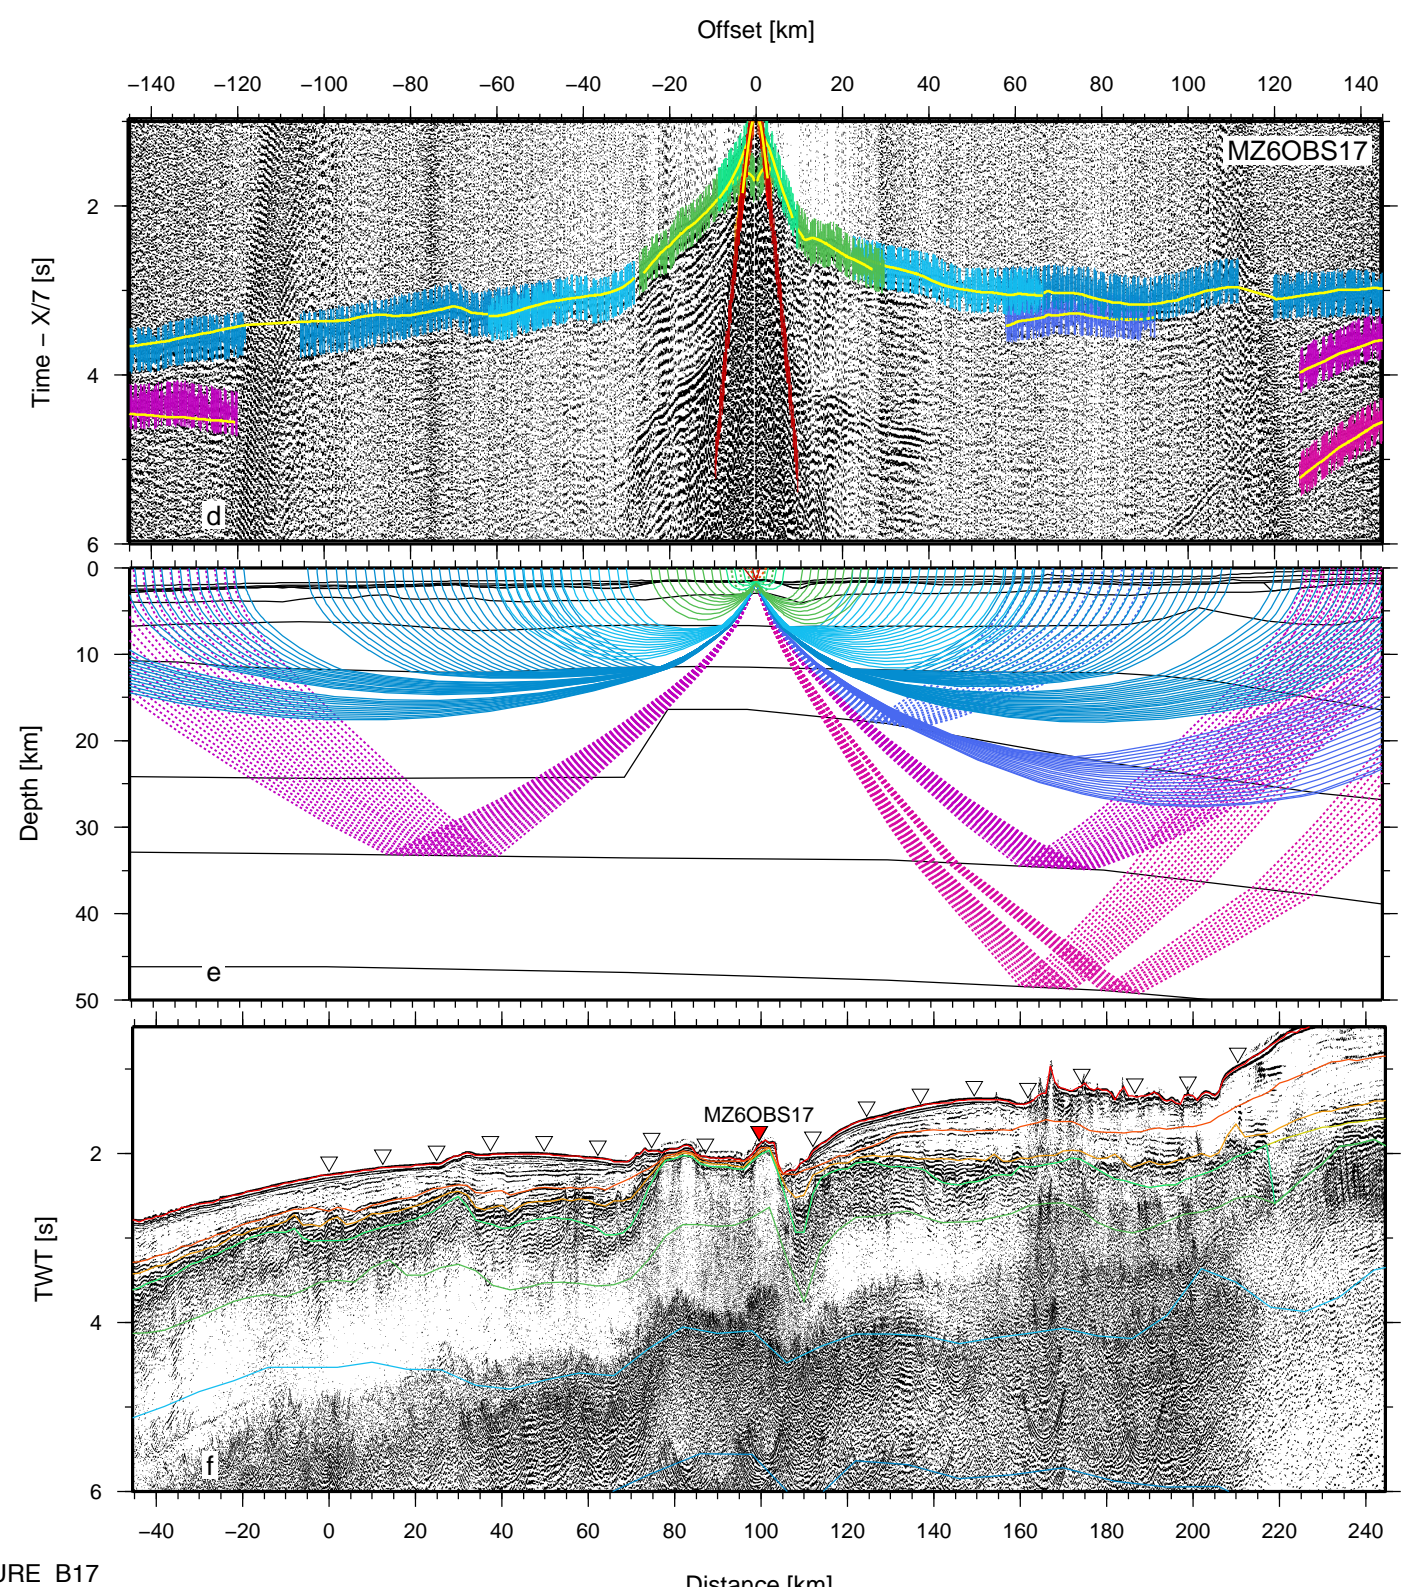 Offset [km]
−140 −120 −100 −80 −60 −40 −20 0 20 40 60 80 100 120 140
MZ6OBS17
2
4
6
Time − X/7 [s]
d
0
10
20
30
40
50
Depth [km]
e
MZ6OBS17
2
4
6
TWT [s]
f
−40 −20 0 20 40 60 80 100 120 140 160 180 200 220 240
URE B17
Distance [km]